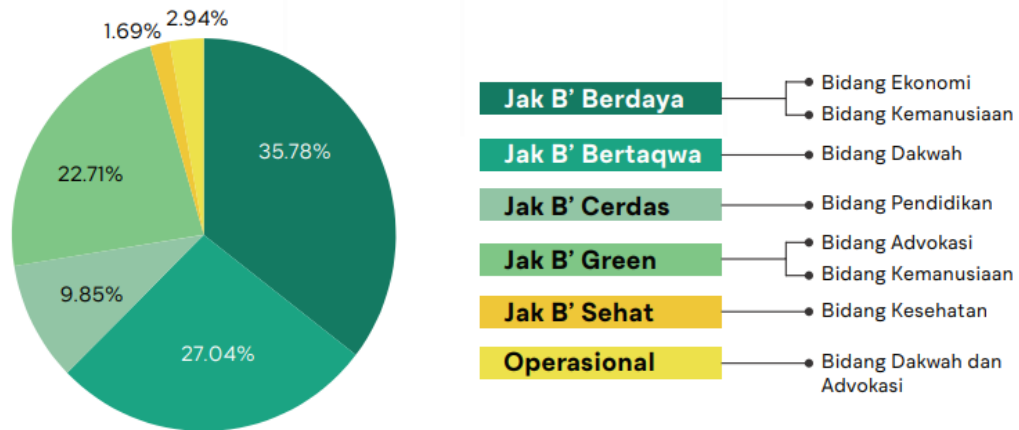 1.69%
2.94%
35.78%
22.71%
9.85%
27.04%
Jak B' Berdaya
Bidang Ekonomi
Bidang Kemanusiaan
Jak B' Bertaqwa
Bidang Dakwah
Jak B' Cerdas
Bidang Pendidikan
Jak B' Green
Bidang Advokasi
Bidang Kemanusiaan
Jak B' Sehat
Bidang Kesehatan
Operasional
Bidang Dakwah dan
Advokasi